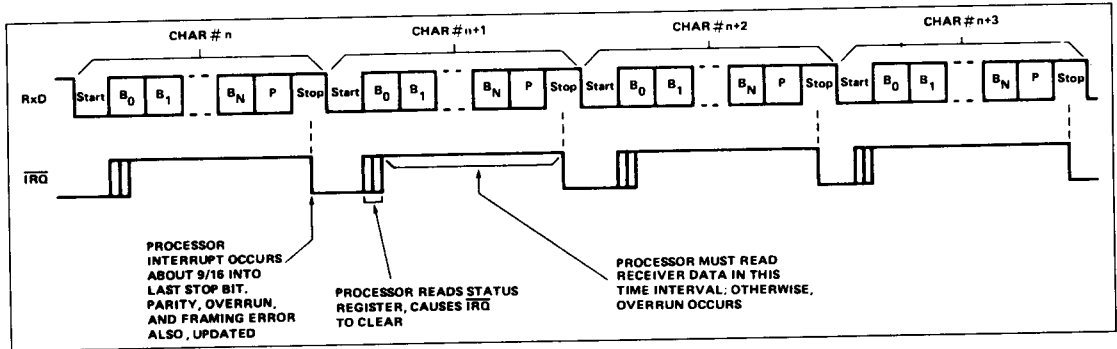 CHAR # n
CHAR # n+1
CHAR # n+2
CHAR # n+3
RxD
Start B0 B1 BN P Stop Start B0 B1 BN P Stop Start B0 B1 BN P Stop Start B0 B1 BN P Stop
IRQ
PROCESSOR
INTERRUPT OCCURS
ABOUT 9/16 INTO
LAST STOP BIT.
PARITY, OVERRUN,
AND FRAMING ERROR
ALSO, UPDATED
PROCESSOR READS STATUS
REGISTER, CAUSES IRQ
TO CLEAR
PROCESSOR MUST READ
RECEIVER DATA IN THIS
TIME INTERVAL; OTHERWISE,
OVERRUN OCCURS